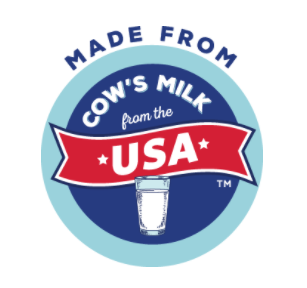 MADE FROM
COW'S MILK
from the
USA
TM